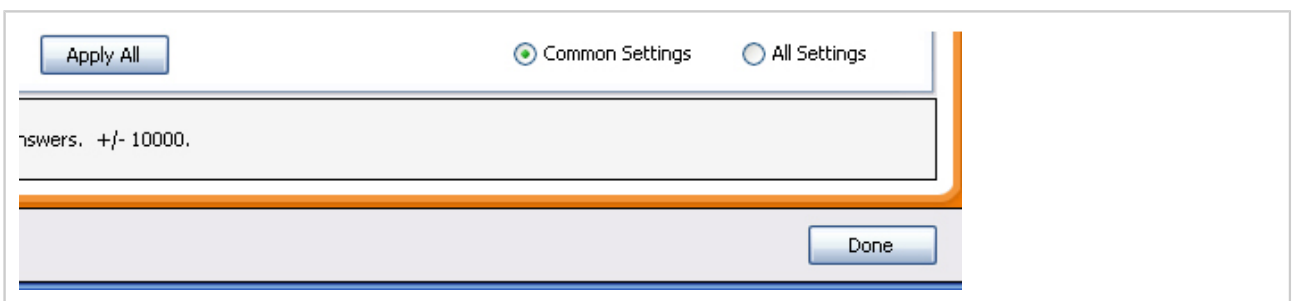 Apply All
Common Settings
All Settings
nswers.  +/- 10000.
Done